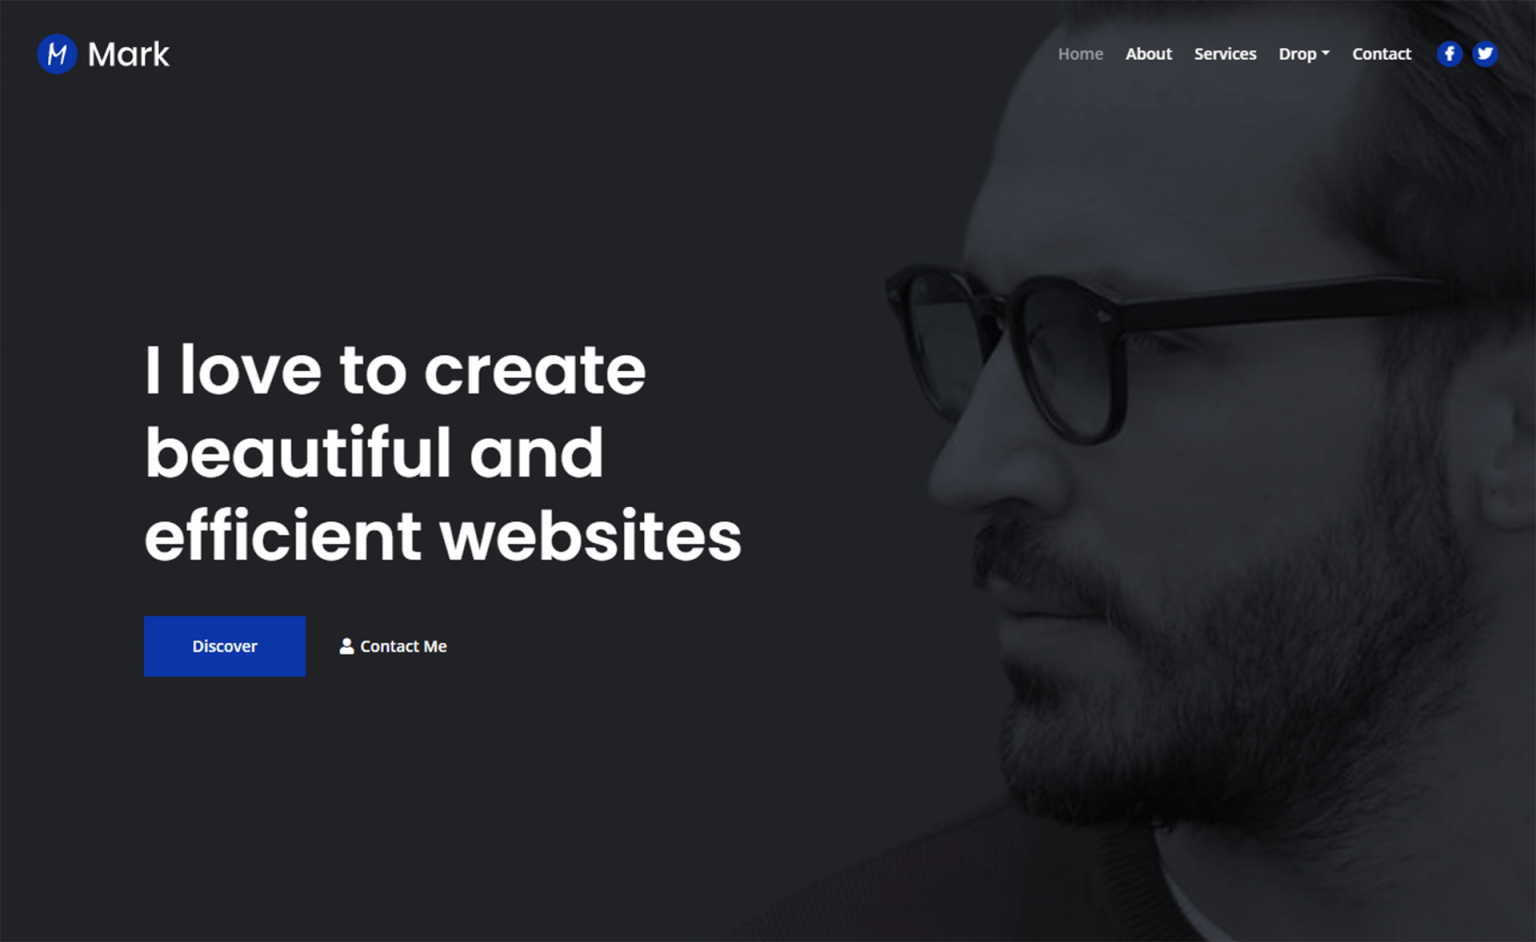 Mark
Home About Services Drop Contact
I love to create
beautiful and
efficient websites
Discover Contact Me